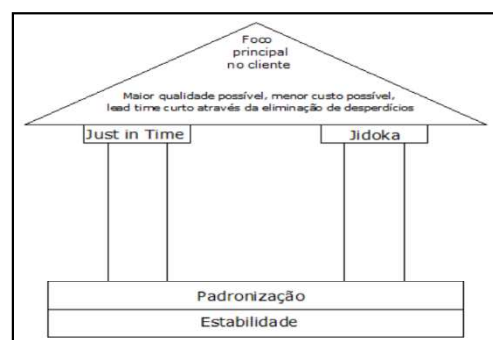 Foco
principal
no cliente
Maior qualidade possível, menor custo possível,
lead time curto através da eliminação de desperdícios
Just in Time
Jidoka
Padronização
Estabilidade